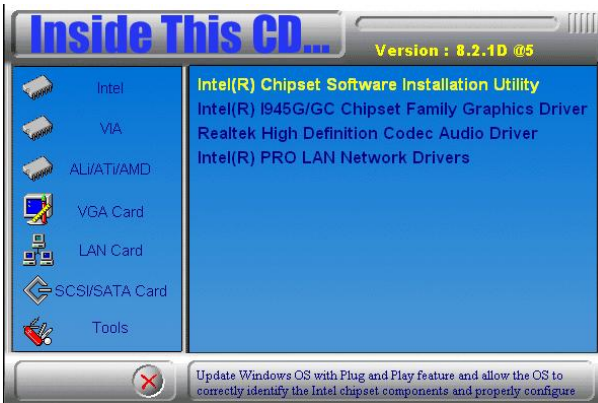 Inside This CD...
Version : 8.2.1D @5
Intel
VIA
ALi/ATi/AMD
VGA Card
LAN Card
SCSI/SATA Card
Tools
Intel(R) Chipset Software Installation Utility
Intel(R) I945G/GC Chipset Family Graphics Driver
Realtek High Definition Codec Audio Driver
Intel(R) PRO LAN Network Drivers
Update Windows OS with Plug and Play feature and allow the OS to
correctly identify the Intel chipset components and properly configure